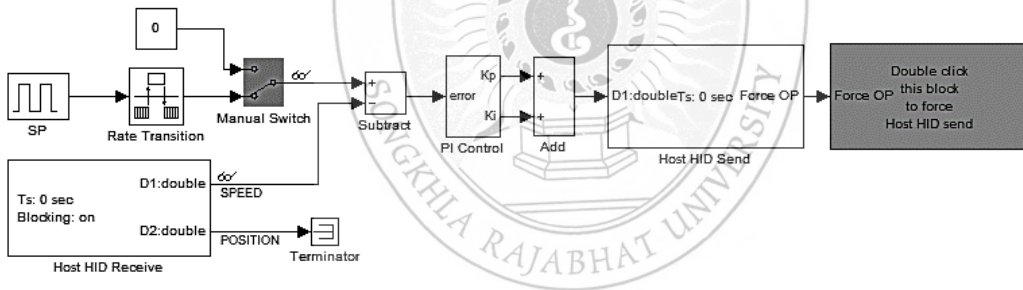 0
SP
Rate Transition
Manual Switch
+
−
Subtract
error
Kp
Ki
PI Control
+
+
Add
D1:double
Ts: 0 sec
Force OP
Host HID Send
Force OP
Double click
this block
to force
Host HID send
Ts: 0 sec
Blocking: on
D1:double
D2:double
SPEED
POSITION
Host HID Receive
Terminator
SONGKHLA RAJABHAT UNIVERSITY